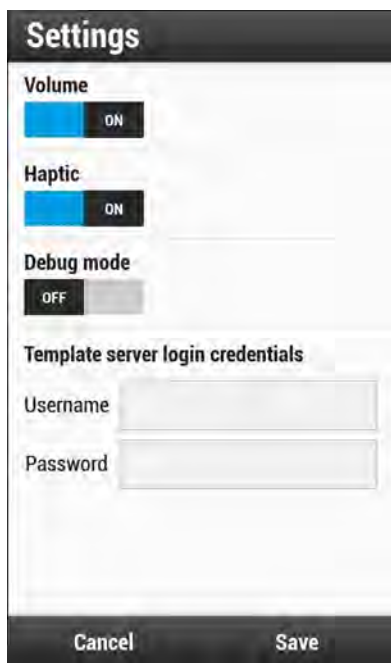 Settings
Volume
ON
Haptic
ON
Debug mode
OFF
Template server login credentials
Username
Password
Cancel Save